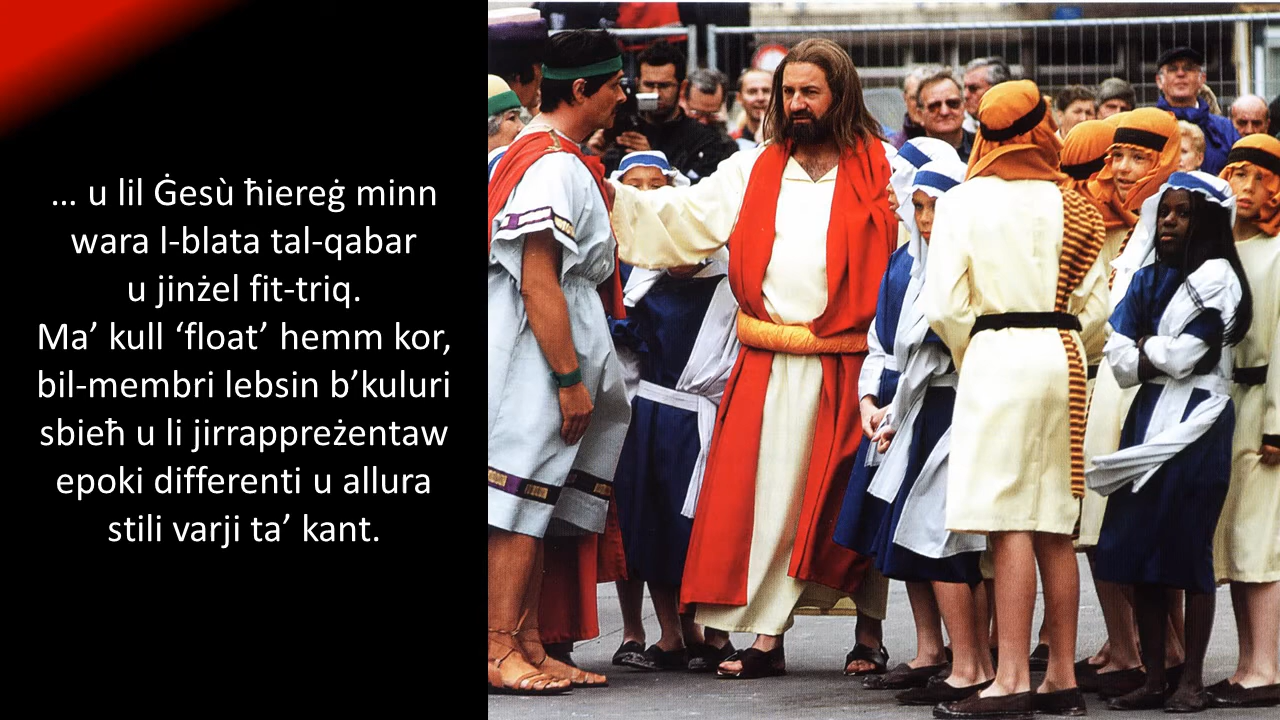 … u lil Ġesù ħiereġ minn
wara l-blata tal-qabar
u jinżel fit-triq.
Ma’ kull ‘float’ hemm kor,
bil-membri lebsin b’kuluri
sbieħ u li jirrappreżentaw
epoki differenti u allura
stili varji ta’ kant.